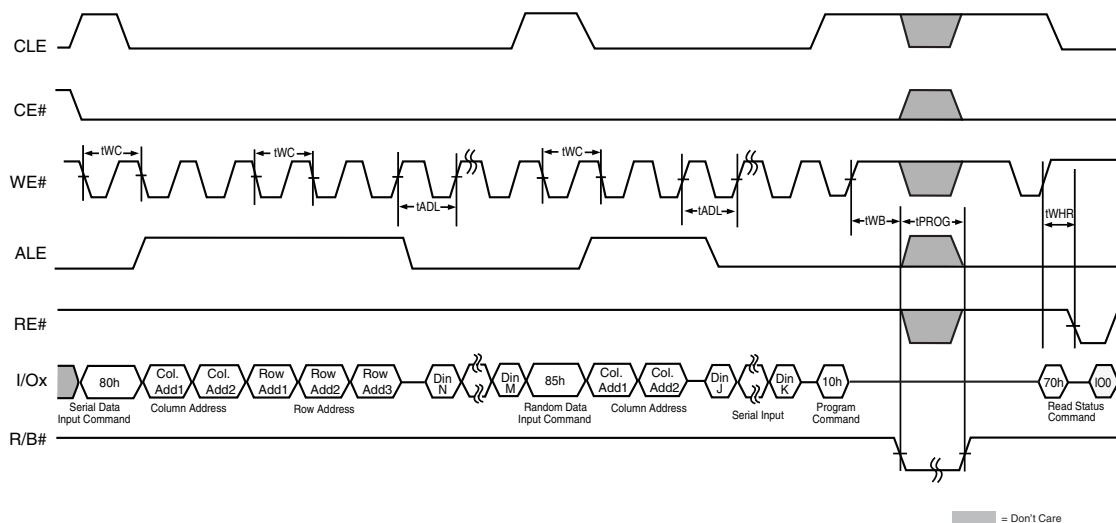 CLE
CE#
tWC
tWC
tWC
WE#
tADL
tADL
tWB
tPROG
tWHR
ALE
RE#
I/Ox
80h
Col. Add1
Col. Add2
Row Add1
Row Add2
Row Add3
Din N
Din M
85h
Col. Add1
Col. Add2
Din J
Din K
10h
70h
I00
Serial Data Input Command
Column Address
Row Address
Random Data Input Command
Column Address
Serial Input
Program Command
Read Status Command
R/B#
= Don't Care